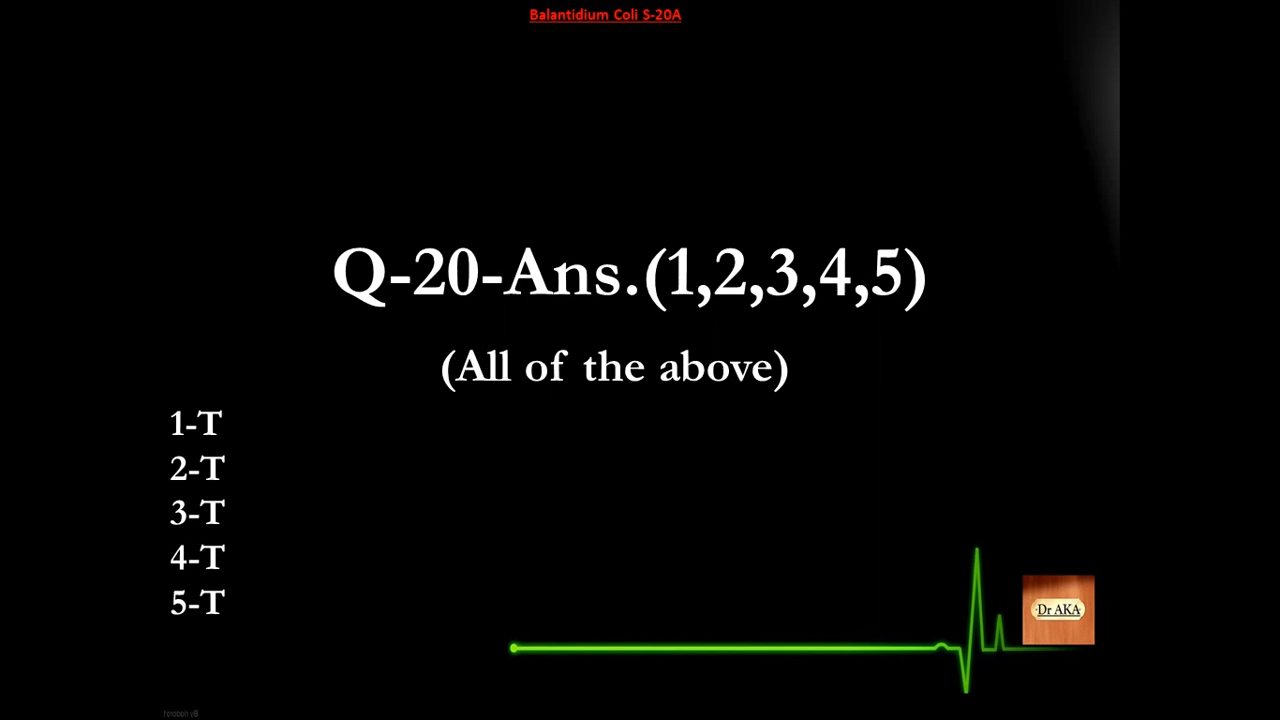 Balantidium Coli S-20A
Q-20-Ans.(1,2,3,4,5)
(All of the above)
1-T
2-T
3-T
4-T
5-T
Dr AKA